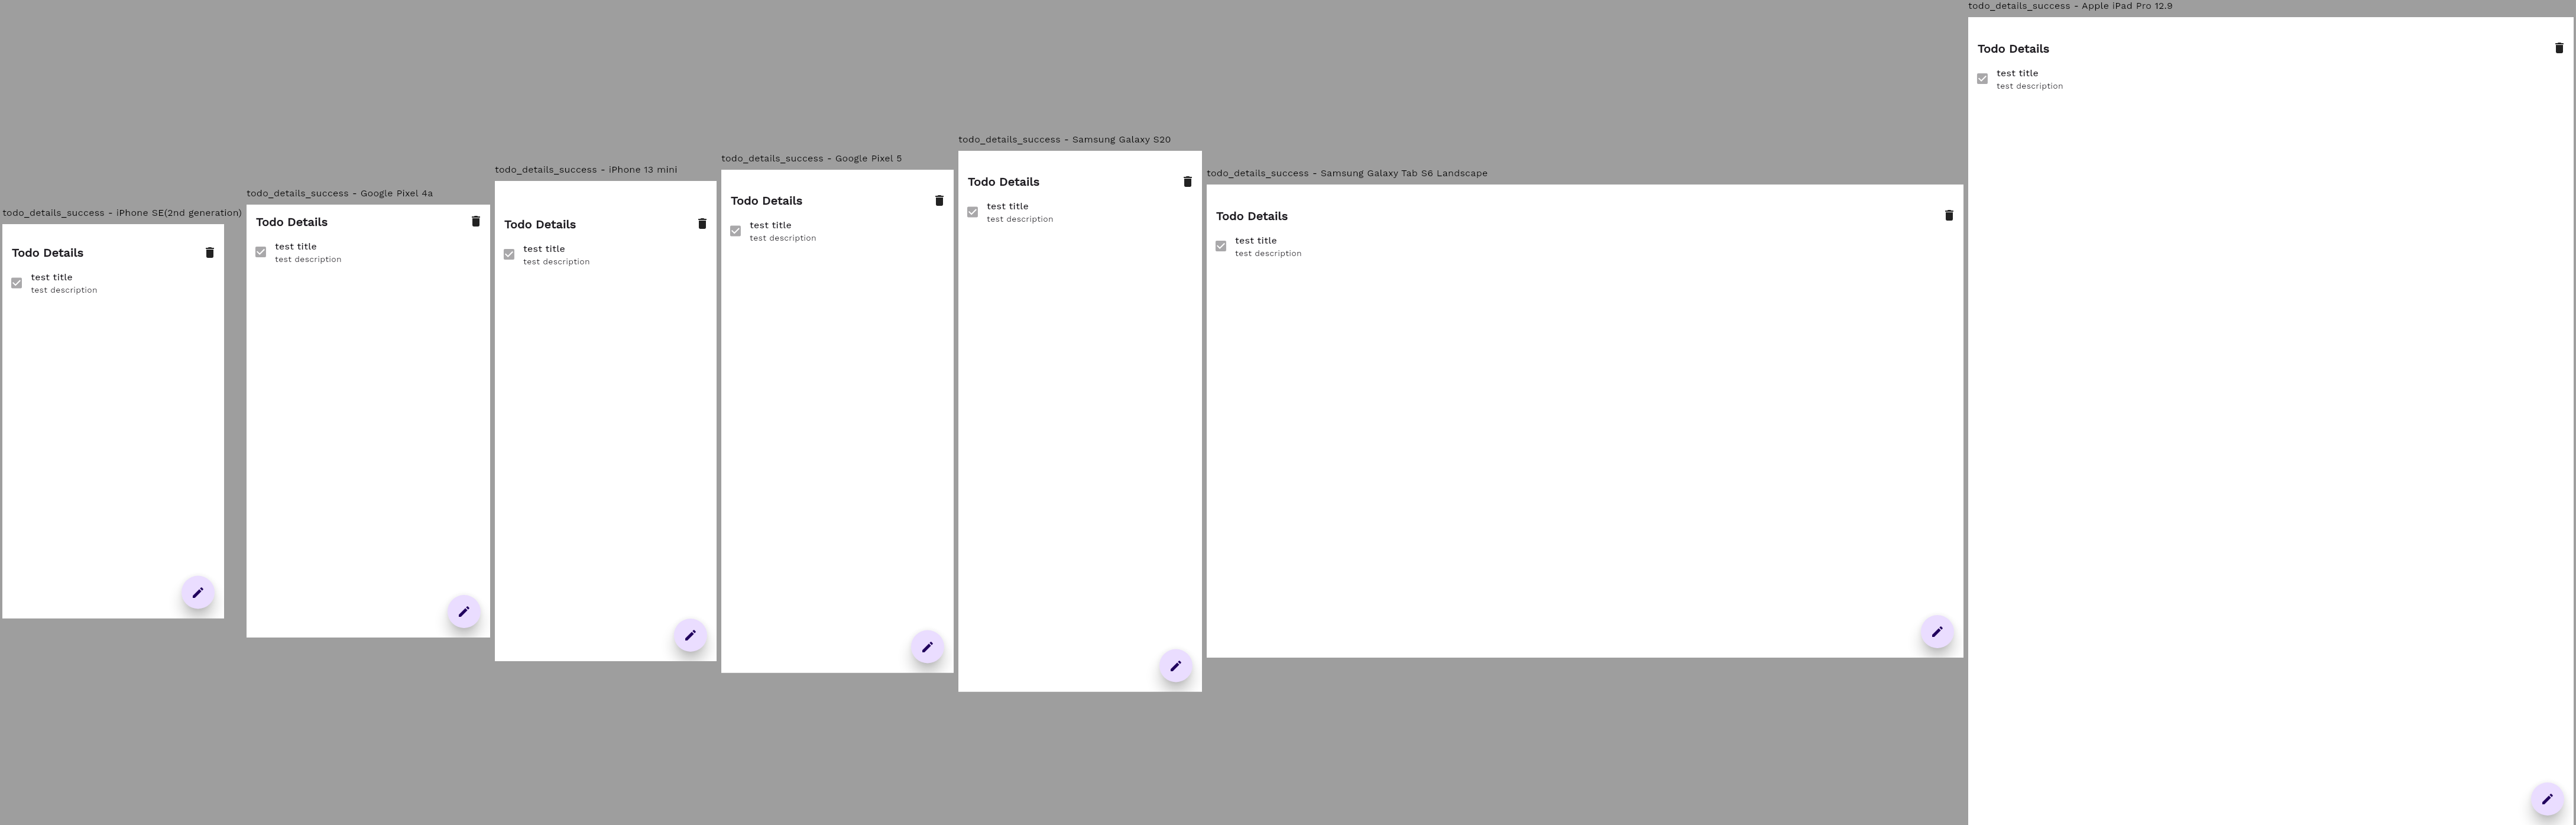 todo_details_success - iPhone SE(2nd generation)
Todo Details
test title
test description
todo_details_success - Google Pixel 4a
Todo Details
test title
test description
todo_details_success - iPhone 13 mini
Todo Details
test title
test description
todo_details_success - Google Pixel 5
Todo Details
test title
test description
todo_details_success - Samsung Galaxy S20
Todo Details
test title
test description
todo_details_success - Samsung Galaxy Tab S6 Landscape
Todo Details
test title
test description
todo_details_success - Apple iPad Pro 12.9
Todo Details
test title
test description